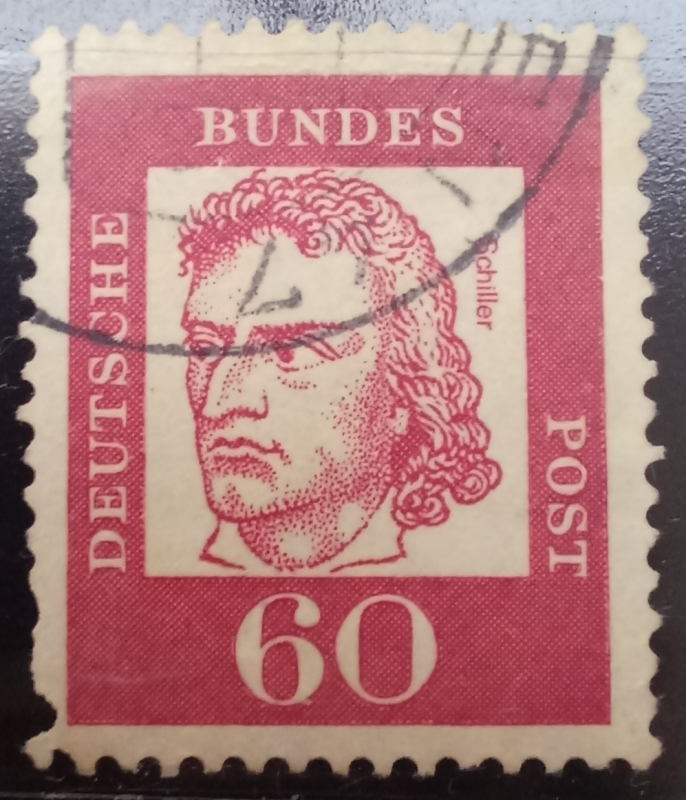 DEUTSCHE
BUNDES
POST
Schiller
60